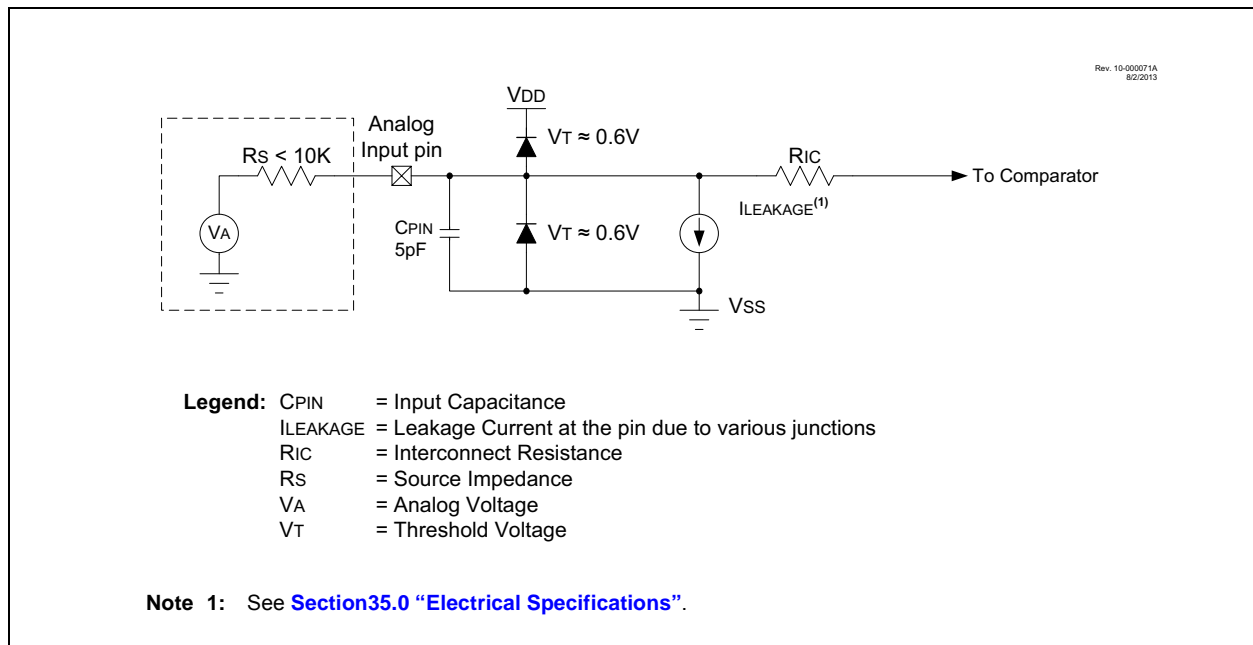 Rev. 10-000071A
8/2/2013
VDD
Analog
Input pin
VT ≈ 0.6V
RS < 10K
RIC
To Comparator
ILEAKAGE(1)
VA
CPIN
5pF
VT ≈ 0.6V
VSS
Legend: CPIN = Input Capacitance
ILEAKAGE = Leakage Current at the pin due to various junctions
RIC = Interconnect Resistance
RS = Source Impedance
VA = Analog Voltage
VT = Threshold Voltage
Note 1: See Section35.0 “Electrical Specifications”.